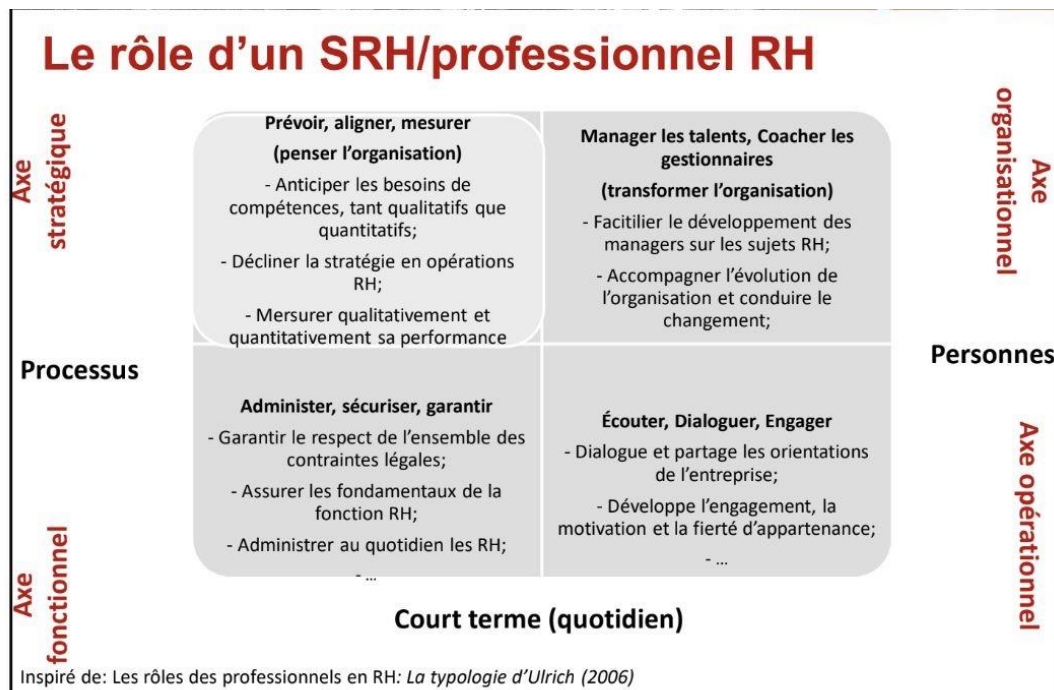 Le rôle d’un SRH/professionnel RH
Axe
stratégique
Prévoir, aligner, mesurer
(penser l’organisation)
- Anticiper les besoins de
compétences, tant qualitatifs que
quantitatifs;
- Décliner la stratégie en opérations
RH;
- Mersurer qualitativement et
quantitativement sa performance
Manager les talents, Coacher les
gestionnaires
(transformer l’organisation)
- Facitilier le développement des
managers sur les sujets RH;
- Accompagner l’évolution de
l’organisation et conduire le
changement;
Axe
organisationnel
Processus
Personnes
Axe
fonctionnel
Administer, sécuriser, garantir
- Garantir le respect de l’ensemble des
contraintes légales;
- Assurer les fondamentaux de la
fonction RH;
- Administrer au quotidien les RH;
- ...
Écouter, Dialoguer, Engager
- Dialogue et partage les orientations
de l’entreprise;
- Développe l’engagement, la
motivation et la fierté d’appartenance;
- ...
Axe opérationnel
Court terme (quotidien)
Inspiré de: Les rôles des professionnels en RH: La typologie d’Ulrich (2006)